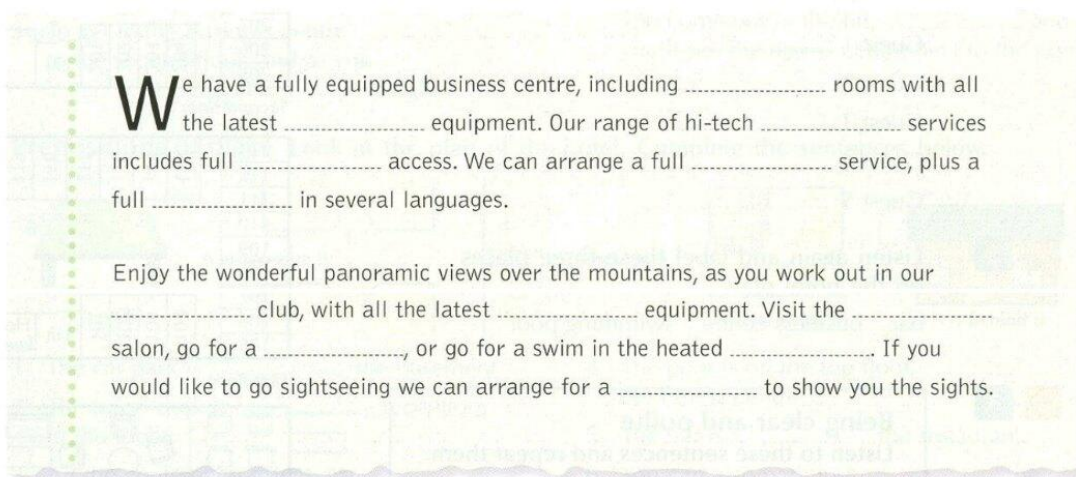 We have a fully equipped business centre, including ........................ rooms with all
the latest ........................ equipment. Our range of hi-tech ........................ services
includes full ........................ access. We can arrange a full ........................ service, plus a
full ........................ in several languages.
Enjoy the wonderful panoramic views over the mountains, as you work out in our
........................ club, with all the latest ........................ equipment. Visit the ........................
salon, go for a ........................, or go for a swim in the heated ......................... If you
would like to go sightseeing we can arrange for a ........................ to show you the sights.